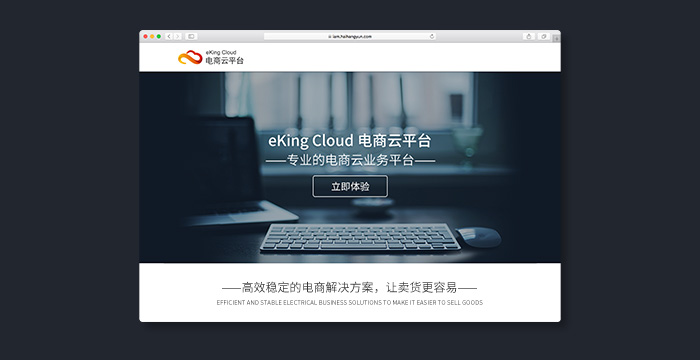 iam.haihangyun.com
eKing Cloud
电商云平台
eKing Cloud 电商云平台
——专业的电商云业务平台——
立即体验
——高效稳定的电商解决方案，让卖货更容易——
EFFICIENT AND STABLE ELECTRICAL BUSINESS SOLUTIONS TO MAKE IT EASIER TO SELL GOODS